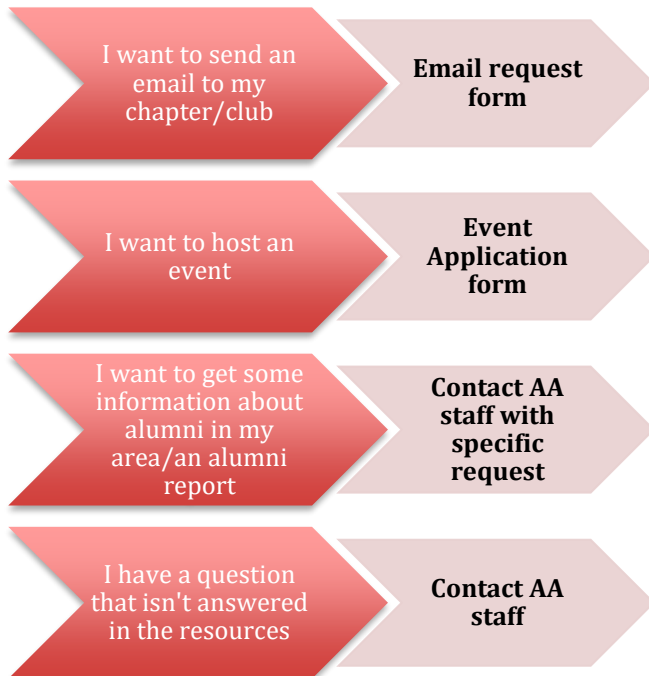 I want to send an
email to my
chapter/club
Email request
form
I want to host an
event
Event
Application
form
I want to get some
information about
alumni in my
area/an alumni
report
Contact AA
staff with
specific
request
I have a question
that isn't answered
in the resources
Contact AA
staff